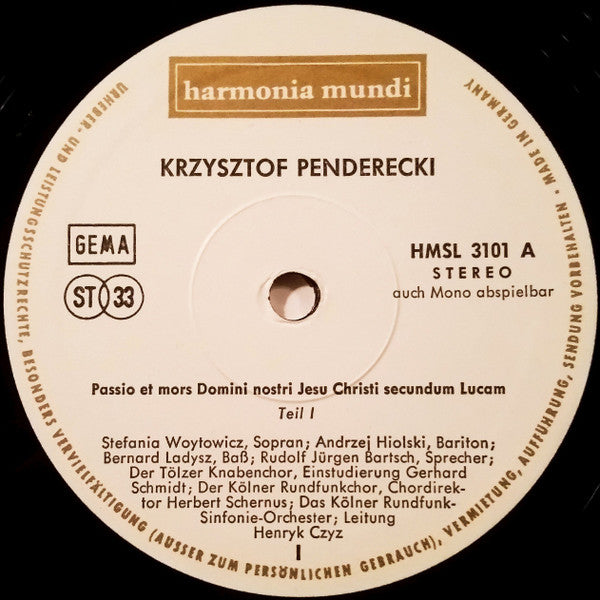 harmonia mundi
KRZYSZTOF PENDERECKI
GEMA
ST 33
HMSL 3101 A
STEREO
auch Mono abspielbar
Passio et mors Domini nostri Jesu Christi secundum Lucam
Teil I
Stefania Woytowicz, Sopran; Andrzej Hiolski, Bariton;
Bernard Ladysz, Baß; Rudolf Jürgen Bartsch, Sprecher;
Der Tölzer Knabenchor, Einstudierung Gerhard
Schmidt; Der Kölner Rundfunkchor, Chordirek-
tor Herbert Schernus; Das Kölner Rundfunk-
Sinfonie-Orchester; Leitung
Henryk Czyz
I
URHEBER- UND LEISTUNGSSCHUTZRECHTE, BESONDERS VERVIELFÄLTIGUNG (AUSSER ZUM PERSÖNLICHEN GEBRAUCH), VERMIETUNG, AUFFÜHRUNG, SENDUNG VORBEHALTEN • MADE IN GERMANY